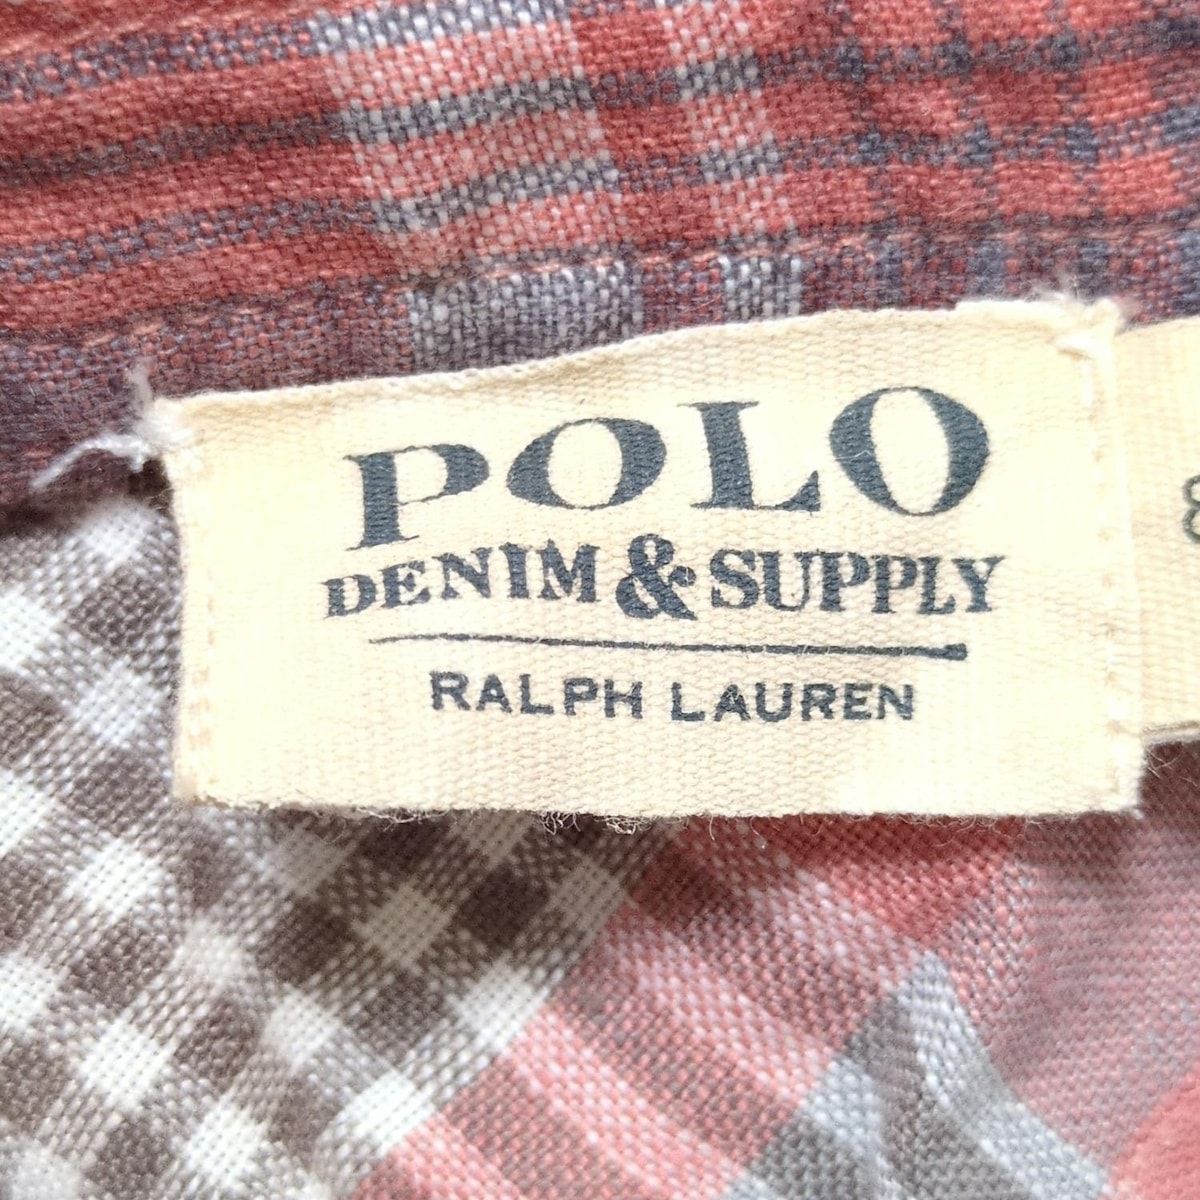 POLO
DENIM & SUPPLY
RALPH LAUREN